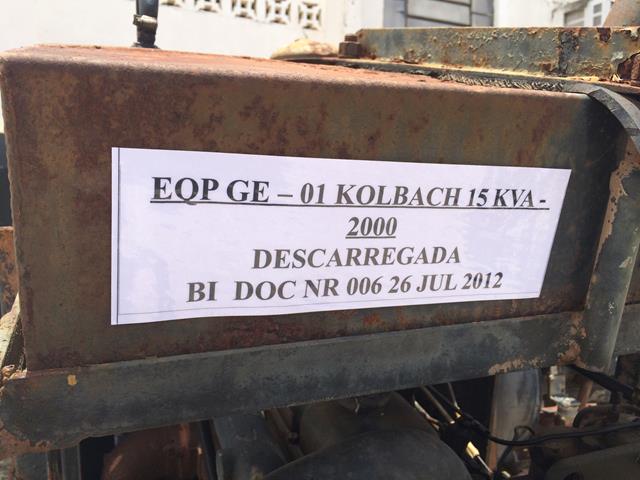 EQP GE – 01 KOLBACH 15 KVA -
2000
DESCARREGADA
BI DOC NR 006 26 JUL 2012